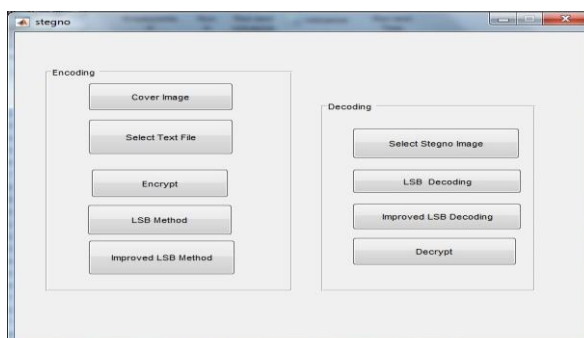 stegno
Encoding
Cover Image
Select Text File
Encrypt
LSB Method
Improved LSB Method
Decoding
Select Stegno Image
LSB Decoding
Improved LSB Decoding
Decrypt